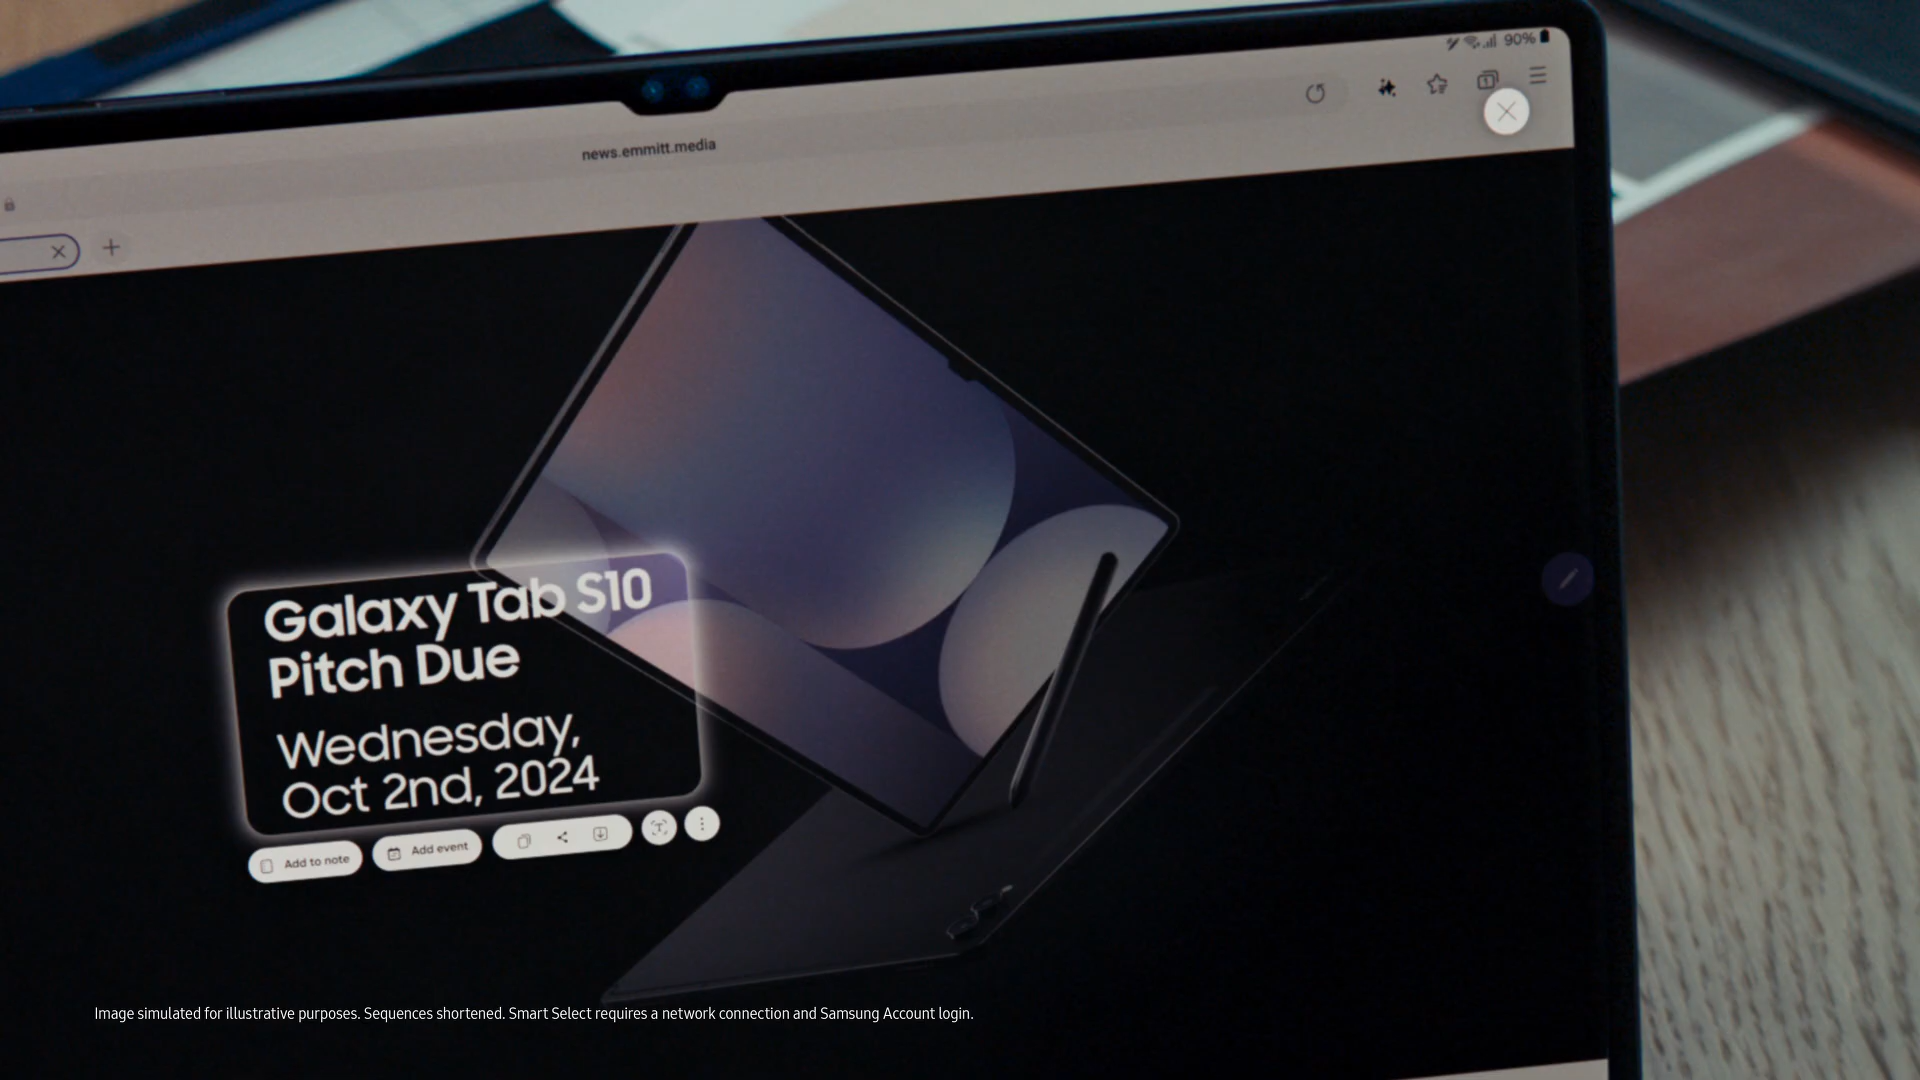 90%
1
news.emmitt.media
Galaxy Tab S10
Pitch Due
Wednesday,
Oct 2nd, 2024
Add to note
Add event
T
Image simulated for illustrative purposes. Sequences shortened. Smart Select requires a network connection and Samsung Account login.